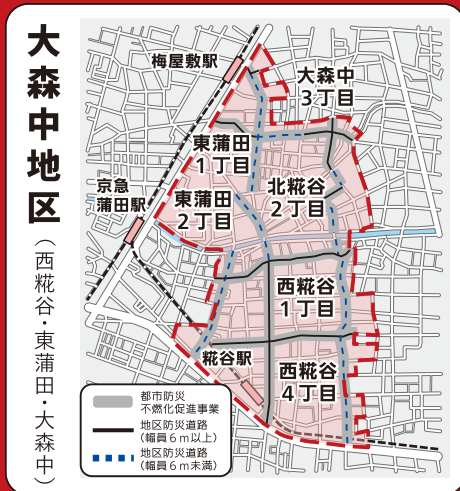 大森中地区
(西糀谷・東蒲田・大森中)
梅屋敷駅
大森中
3丁目
東蒲田
1丁目
京急
蒲田駅
東蒲田
2丁目
北糀谷
2丁目
西糀谷
1丁目
糀谷駅
西糀谷
4丁目
都市防災
不燃化促進事業
地区防災道路
(幅員6m以上)
地区防災道路
(幅員6m未満)